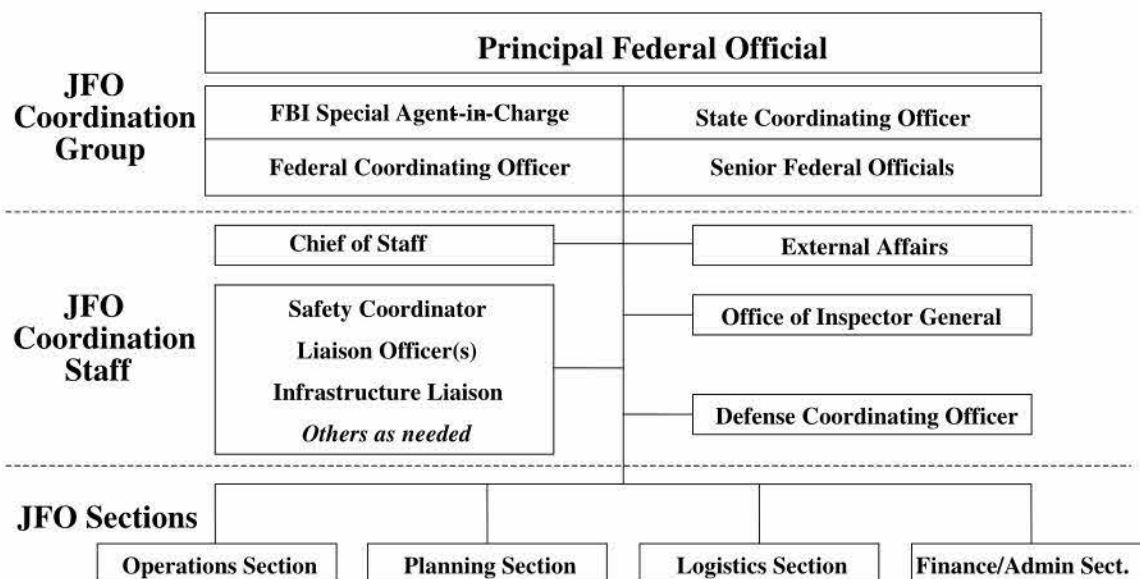 Principal Federal Official
JFO
Coordination
Group
FBI Special Agent-in-Charge
State Coordinating Officer
Federal Coordinating Officer
Senior Federal Officials
JFO
Coordination
Staff
Chief of Staff
External Affairs
Safety Coordinator
Liaison Officer(s)
Infrastructure Liaison
Others as needed
Office of Inspector General
Defense Coordinating Officer
JFO Sections
Operations Section
Planning Section
Logistics Section
Finance/Admin Sect.